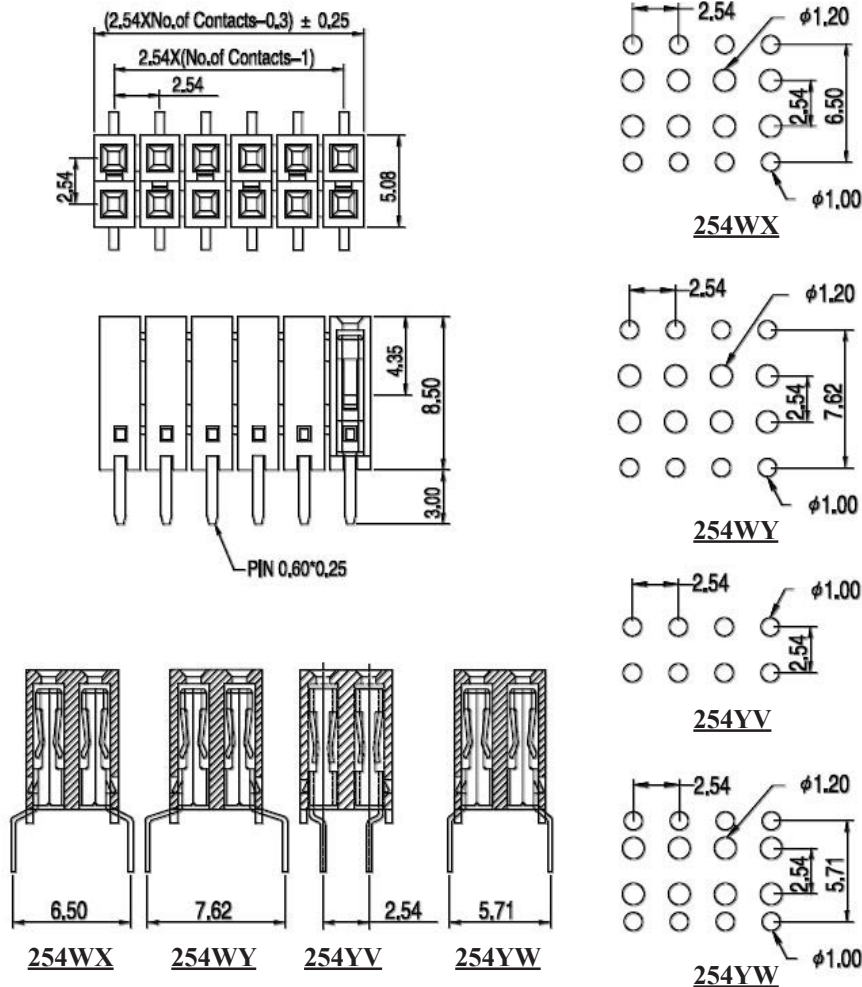 (2.54XNo.of Contacts–0.3) ± 0.25
2.54X(No.of Contacts–1)
2.54
2.54
5.08
4.35
8.50
3.00
PIN 0.60*0.25
6.50
7.62
2.54
5.71
254WX
254WY
254YV
254YW
2.54
ϕ1.20
2.54
6.50
ϕ1.00
254WX
2.54
ϕ1.20
2.54
7.62
ϕ1.00
254WY
2.54
ϕ1.00
2.54
254YV
2.54
ϕ1.20
2.54
5.71
ϕ1.00
254YW